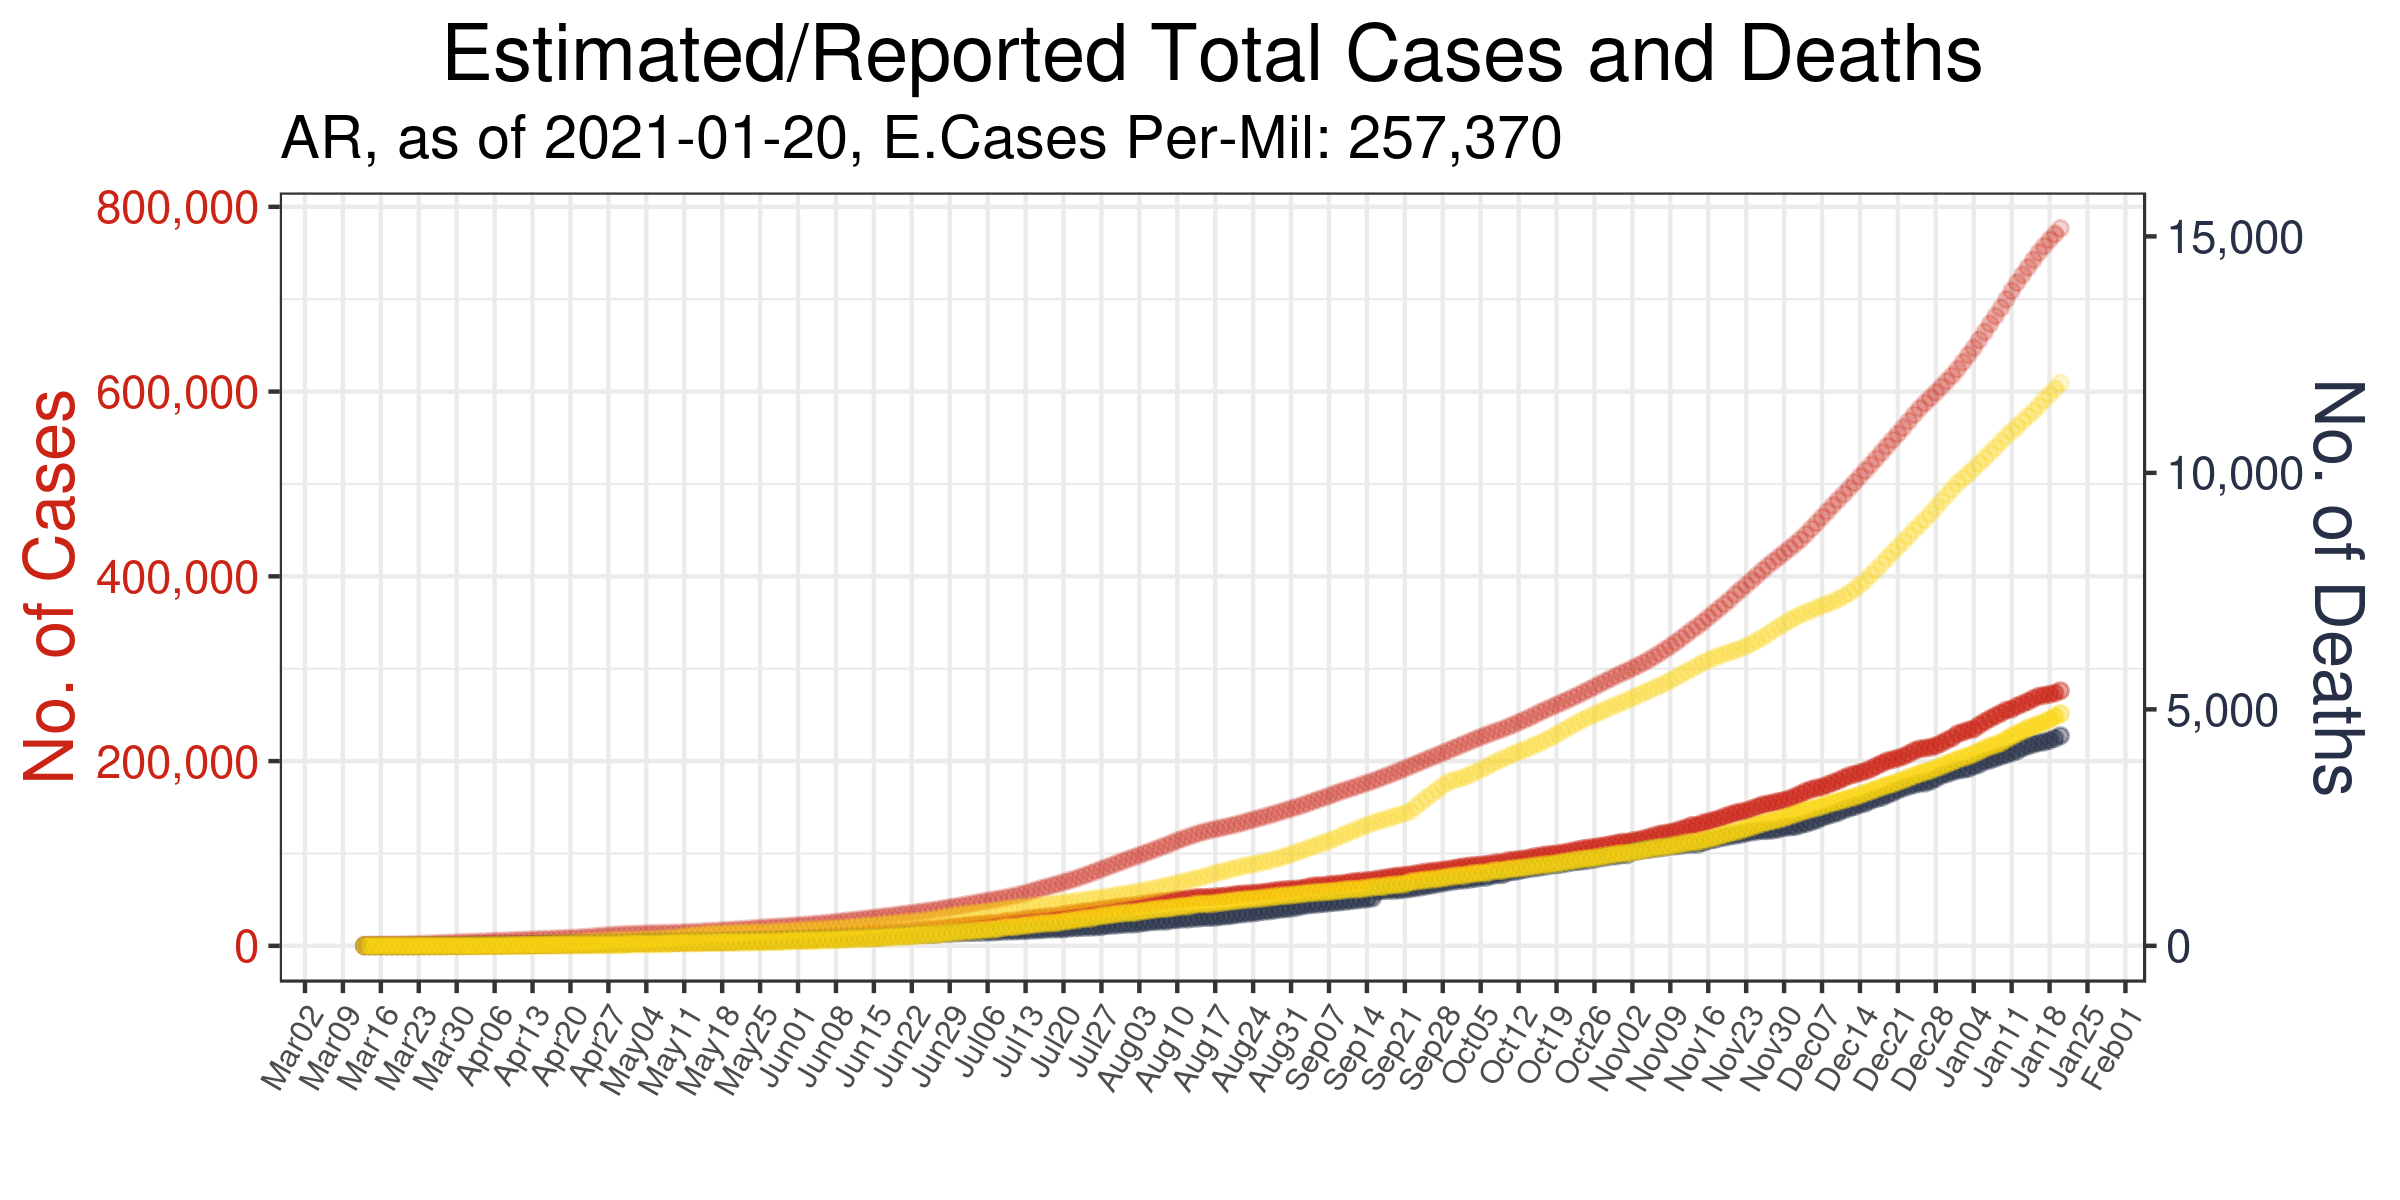 Estimated/Reported Total Cases and Deaths
AR, as of 2021-01-20, E.Cases Per-Mil: 257,370
No. of Cases
800,000
600,000
400,000
200,000
0
15,000
10,000
5,000
0
No. of Deaths
Mar02
Mar09
Mar16
Mar23
Mar30
Apr06
Apr13
Apr20
Apr27
May04
May11
May18
May25
Jun01
Jun08
Jun15
Jun22
Jun29
Jul06
Jul13
Jul20
Jul27
Aug03
Aug10
Aug17
Aug24
Aug31
Sep07
Sep14
Sep21
Sep28
Oct05
Oct12
Oct19
Oct26
Nov02
Nov09
Nov16
Nov23
Nov30
Dec07
Dec14
Dec21
Dec28
Jan04
Jan11
Jan18
Jan25
Feb01